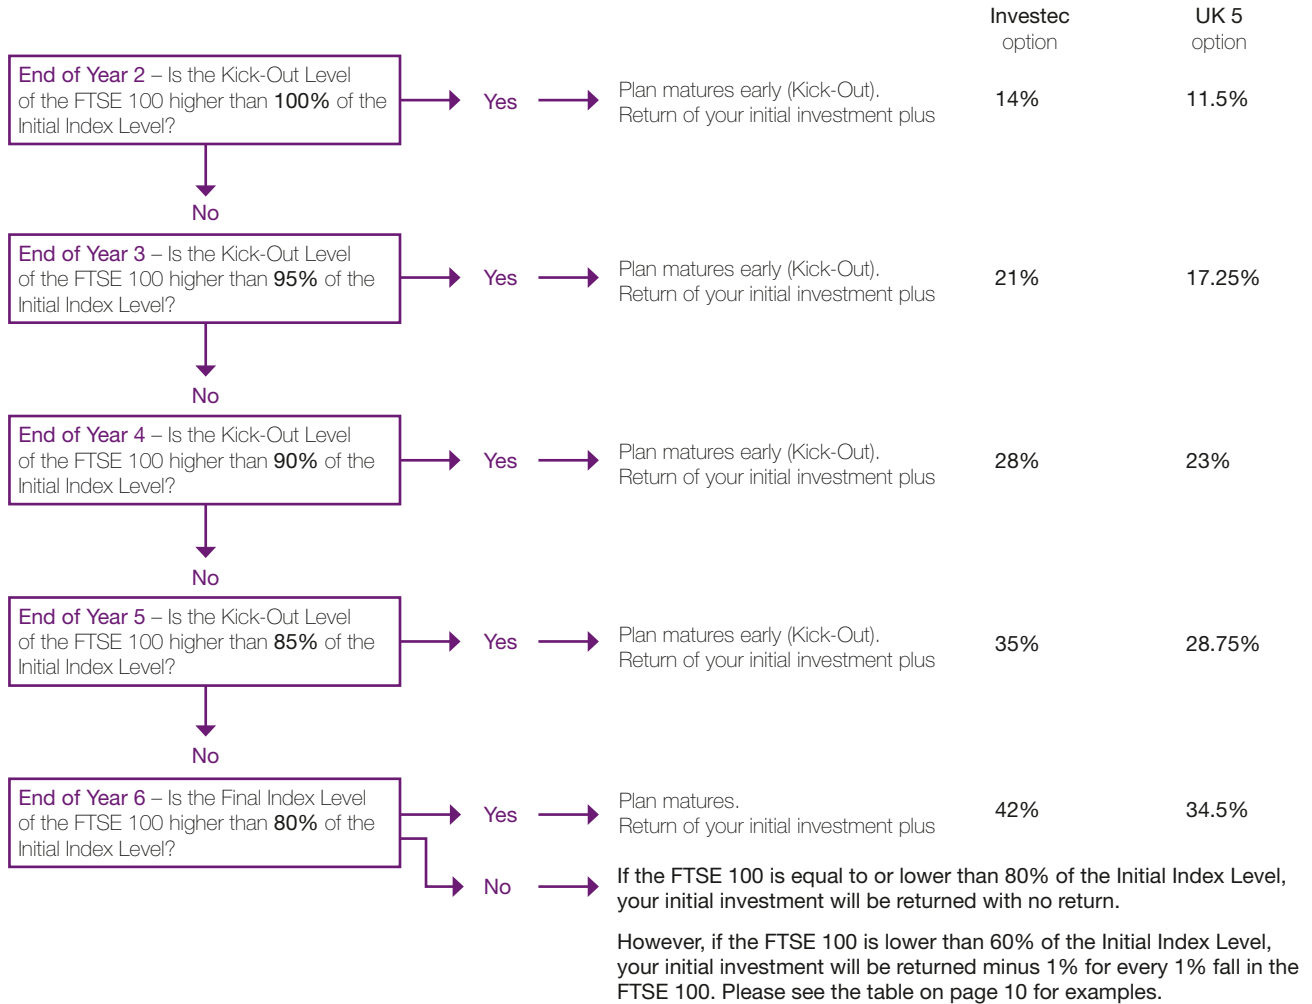 Investec
option
UK 5
option
End of Year 2 – Is the Kick-Out Level
of the FTSE 100 higher than 100% of the
Initial Index Level?
Yes
Plan matures early (Kick-Out).
Return of your initial investment plus
14%
11.5%
No
End of Year 3 – Is the Kick-Out Level
of the FTSE 100 higher than 95% of the
Initial Index Level?
Yes
Plan matures early (Kick-Out).
Return of your initial investment plus
21%
17.25%
No
End of Year 4 – Is the Kick-Out Level
of the FTSE 100 higher than 90% of the
Initial Index Level?
Yes
Plan matures early (Kick-Out).
Return of your initial investment plus
28%
23%
No
End of Year 5 – Is the Kick-Out Level
of the FTSE 100 higher than 85% of the
Initial Index Level?
Yes
Plan matures early (Kick-Out).
Return of your initial investment plus
35%
28.75%
No
End of Year 6 – Is the Final Index Level
of the FTSE 100 higher than 80% of the
Initial Index Level?
Yes
Plan matures.
Return of your initial investment plus
42%
34.5%
No
If the FTSE 100 is equal to or lower than 80% of the Initial Index Level,
your initial investment will be returned with no return.
However, if the FTSE 100 is lower than 60% of the Initial Index Level,
your initial investment will be returned minus 1% for every 1% fall in the
FTSE 100. Please see the table on page 10 for examples.